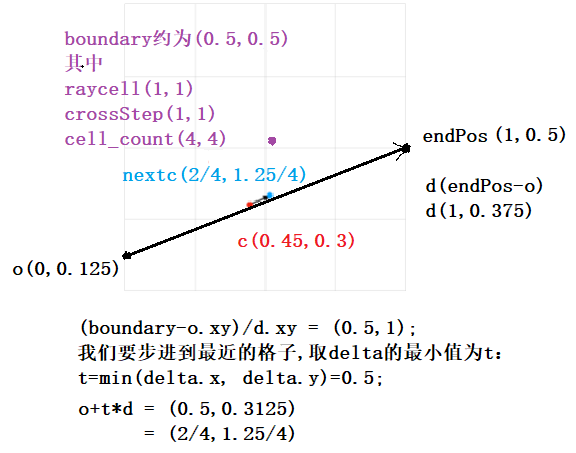 boundary约为(0.5,0.5)
其中
raycell(1,1)
crossStep(1,1)
cell_count(4,4)
endPos (1,0.5)
nextc(2/4,1.25/4)
d(endPos-o)
d(1,0.375)
c(0.45,0.3)
o(0,0.125)
(boundary-o.xy)/d.xy = (0.5,1);
我们要步进到最近的格子,取delta的最小值为t:
t=min(delta.x, delta.y)=0.5;
o+t*d = (0.5,0.3125)
= (2/4,1.25/4)